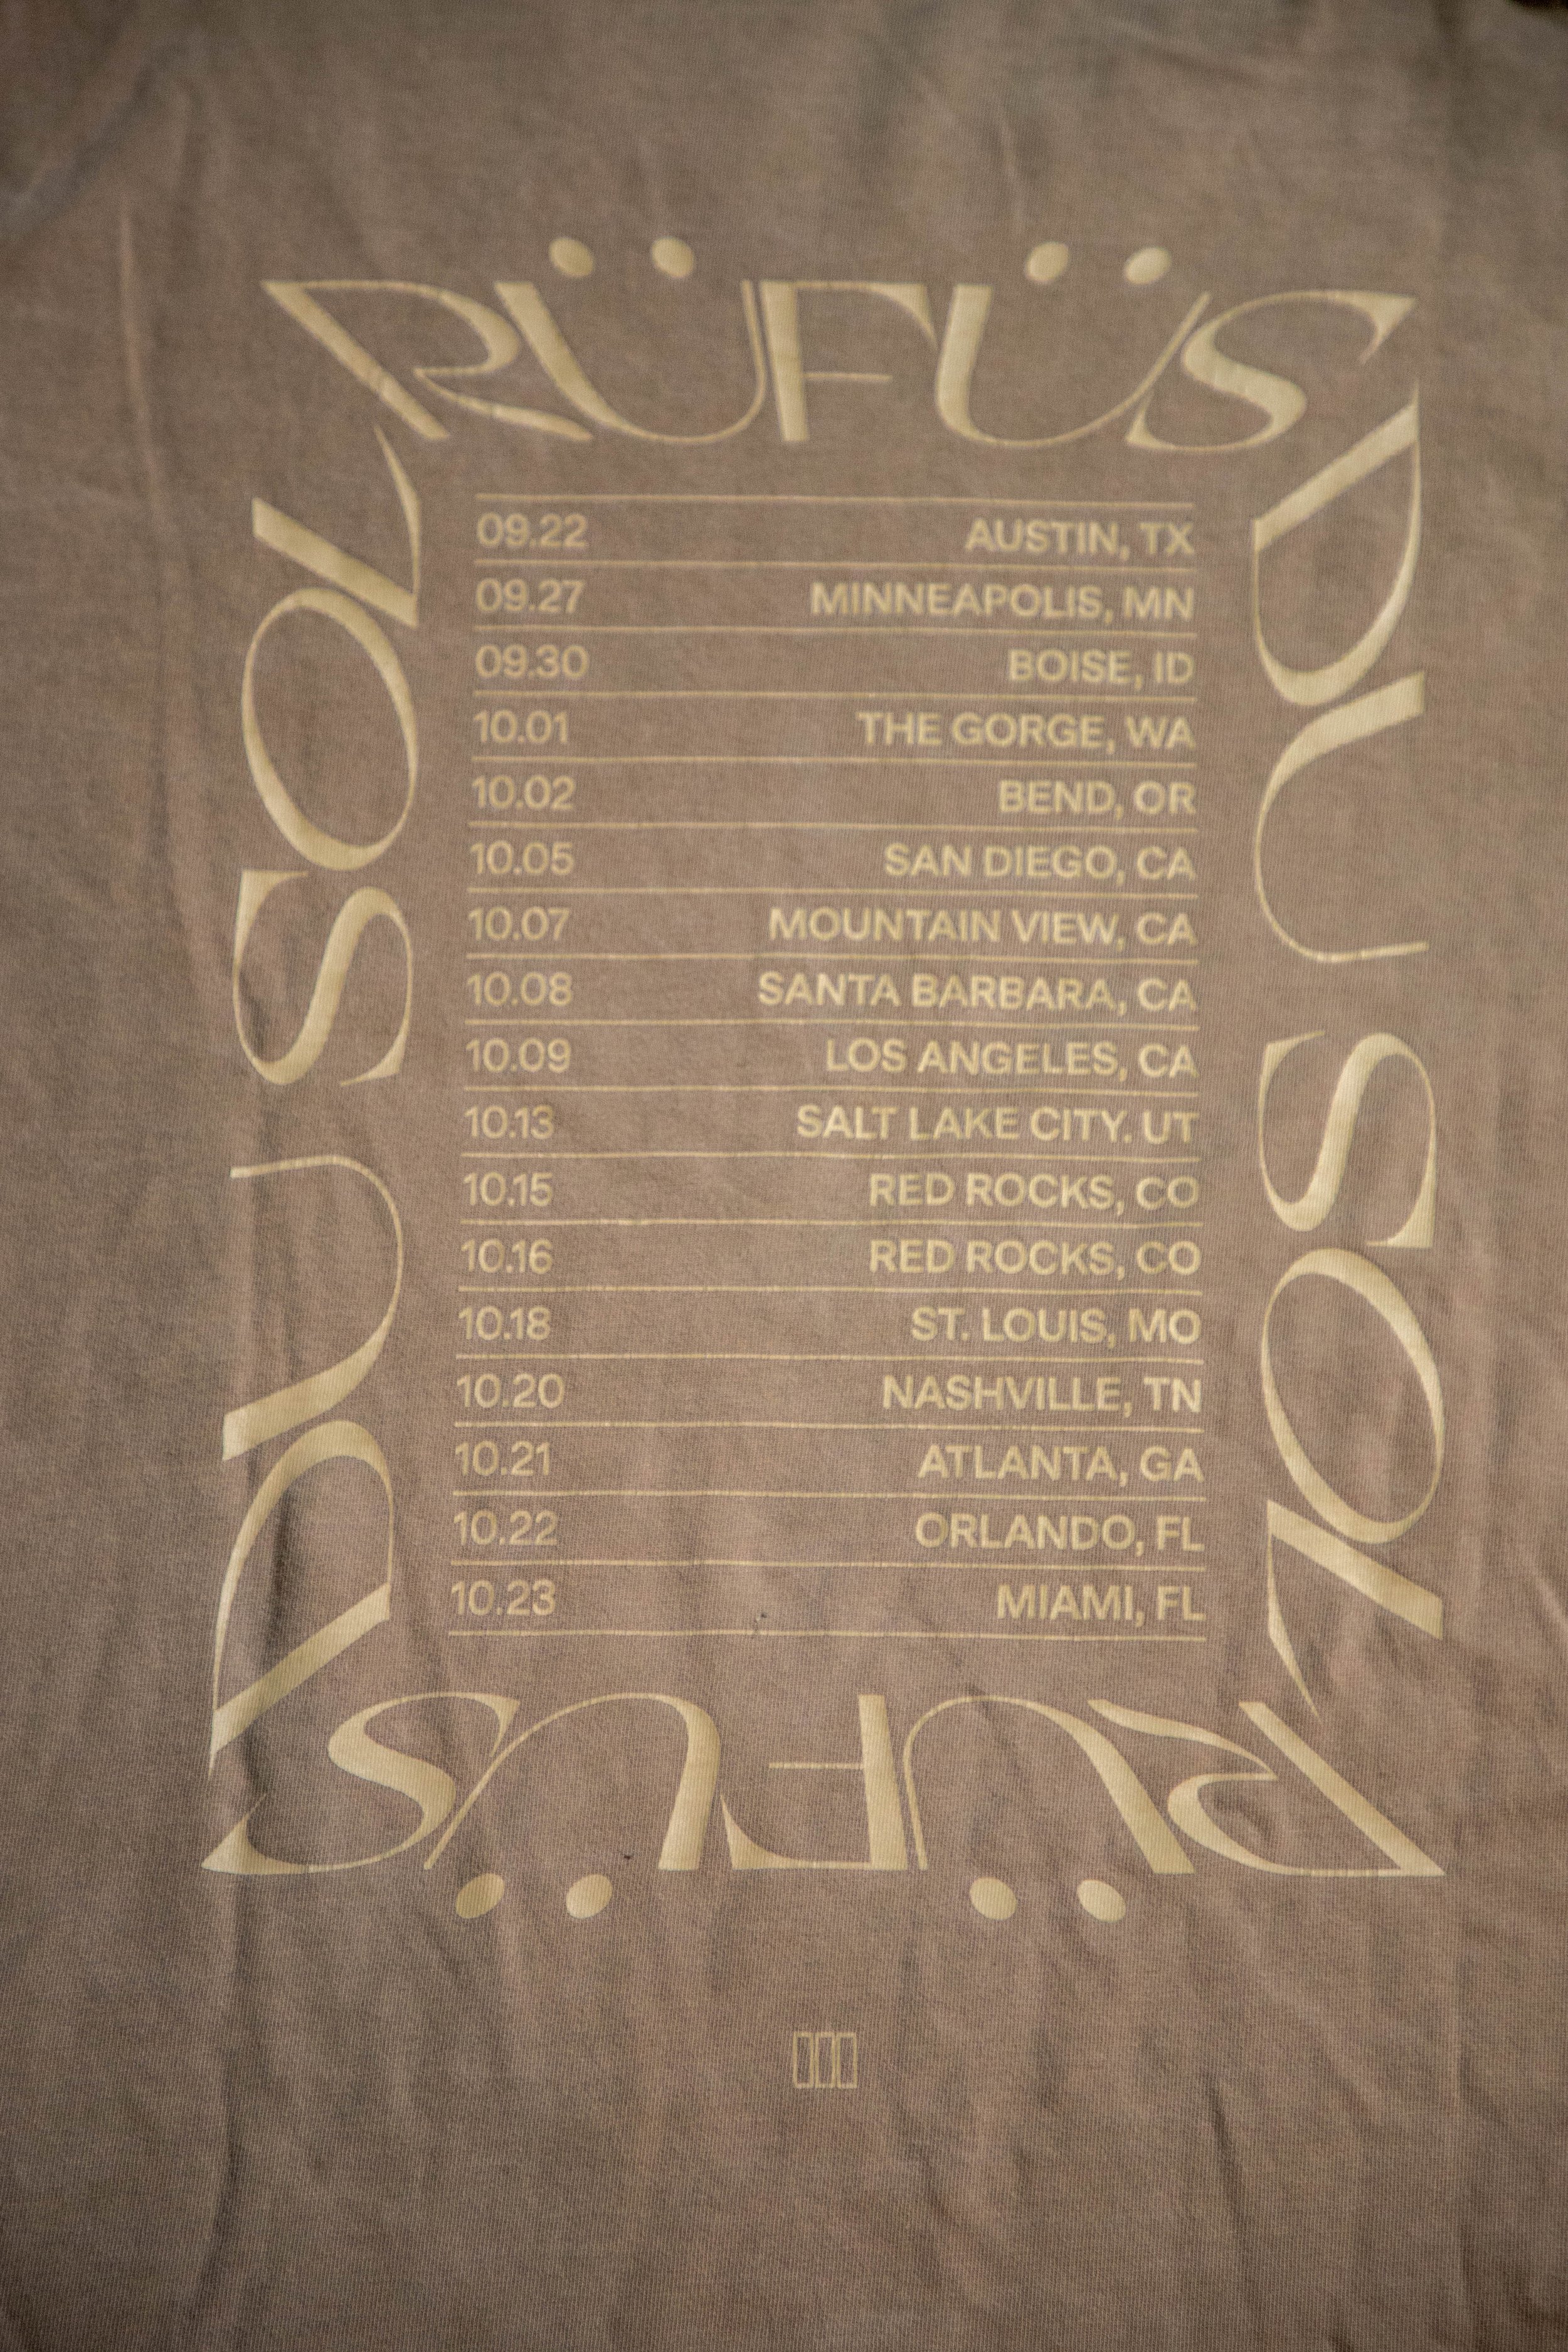 RÜFÜS
DU SOL
09.22 AUSTIN, TX
09.27 MINNEAPOLIS, MN
09.30 BOISE, ID
10.01 THE GORGE, WA
10.02 BEND, OR
10.05 SAN DIEGO, CA
10.07 MOUNTAIN VIEW, CA
10.08 SANTA BARBARA, CA
10.09 LOS ANGELES, CA
10.13 SALT LAKE CITY. UT
10.15 RED ROCKS, CO
10.16 RED ROCKS, CO
10.18 ST. LOUIS, MO
10.20 NASHVILLE, TN
10.21 ATLANTA, GA
10.22 ORLANDO, FL
10.23 MIAMI, FL
RÜFÜS
DU SOL